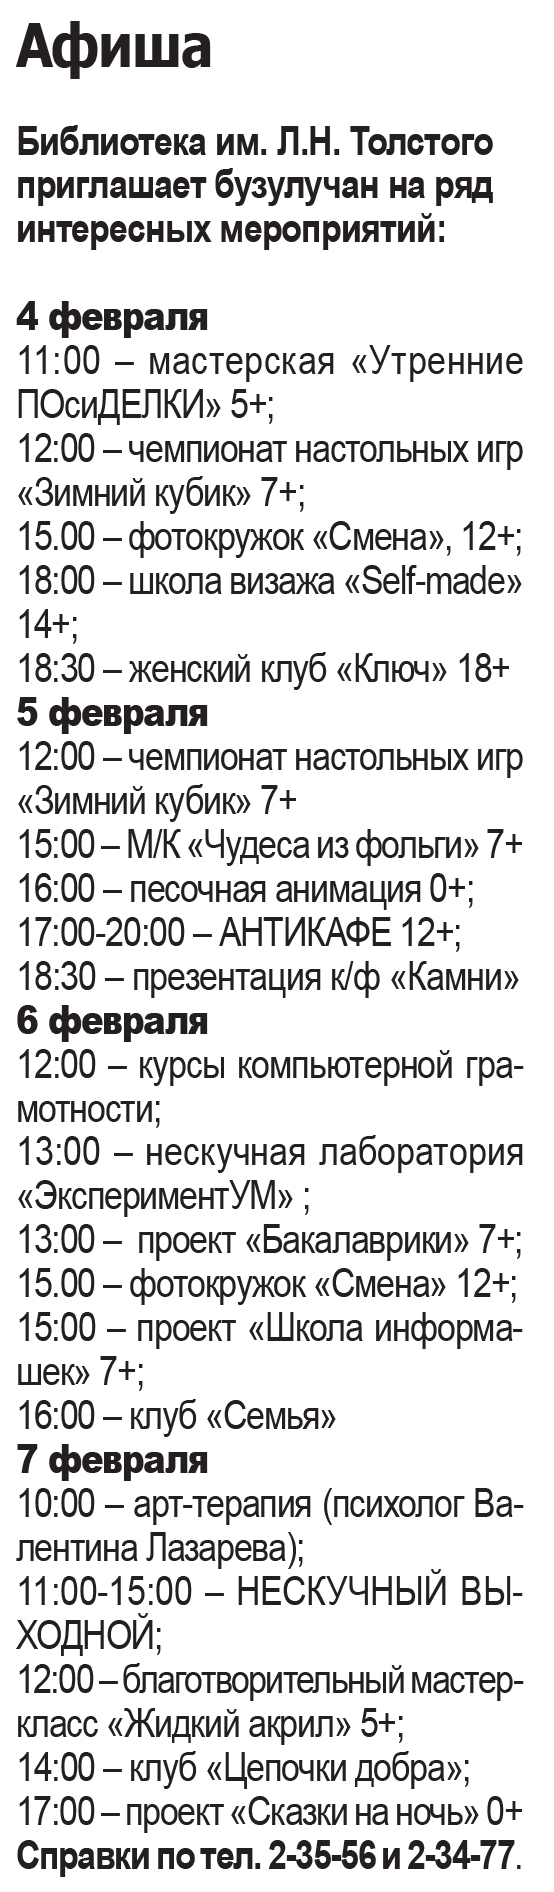 Афиша
Библиотека им. Л.Н. Толстого
приглашает бузулучан на ряд
интересных мероприятий:
4 февраля
11:00 – мастерская «Утренние
ПОсиДЕЛКИ» 5+;
12:00 – чемпионат настольных игр
«Зимний кубик» 7+;
15.00 – фотокружок «Смена», 12+;
18:00 – школа визажа «Self-made»
14+;
18:30 – женский клуб «Ключ» 18+
5 февраля
12:00 – чемпионат настольных игр
«Зимний кубик» 7+
15:00 – М/К «Чудеса из фольги» 7+
16:00 – песочная анимация 0+;
17:00-20:00 – АНТИКАФЕ 12+;
18:30 – презентация к/ф «Камни»
6 февраля
12:00 – курсы компьютерной гра-
мотности;
13:00 – нескучная лаборатория
«ЭкспериментУМ» ;
13:00 – проект «Бакалаврики» 7+;
15.00 – фотокружок «Смена» 12+;
15:00 – проект «Школа информа-
шек» 7+;
16:00 – клуб «Семья»
7 февраля
10:00 – арт-терапия (психолог Ва-
лентина Лазарева);
11:00-15:00 – НЕСКУЧНЫЙ ВЫ-
ХОДНОЙ;
12:00 – благотворительный мастер-
класс «Жидкий акрил» 5+;
14:00 – клуб «Цепочки добра»;
17:00 – проект «Сказки на ночь» 0+
Справки по тел. 2-35-56 и 2-34-77.